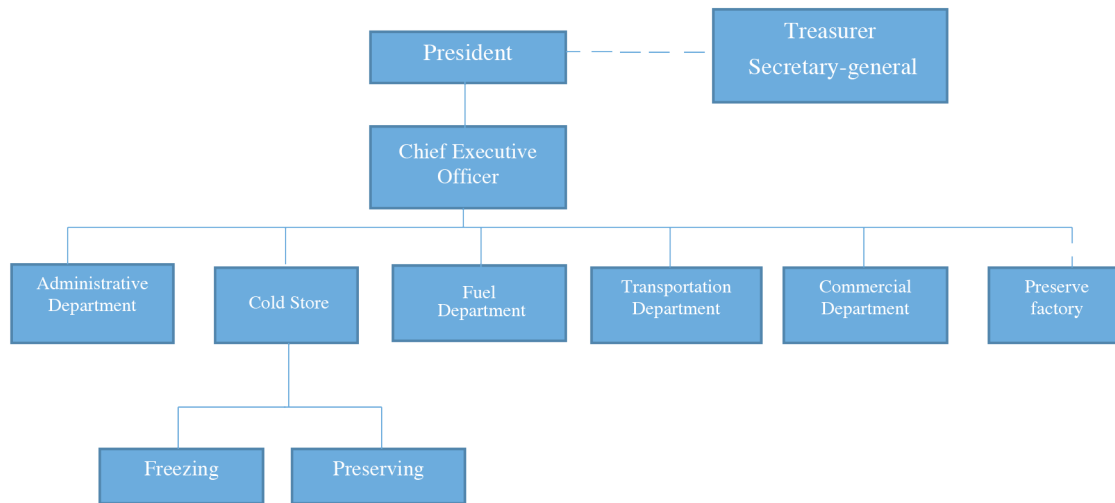 Treasurer
Secretary-general
President
Chief Executive
Officer
Administrative
Department
Cold Store
Fuel
Department
Transportation
Department
Commercial
Department
Preserve
factory
Freezing
Preserving